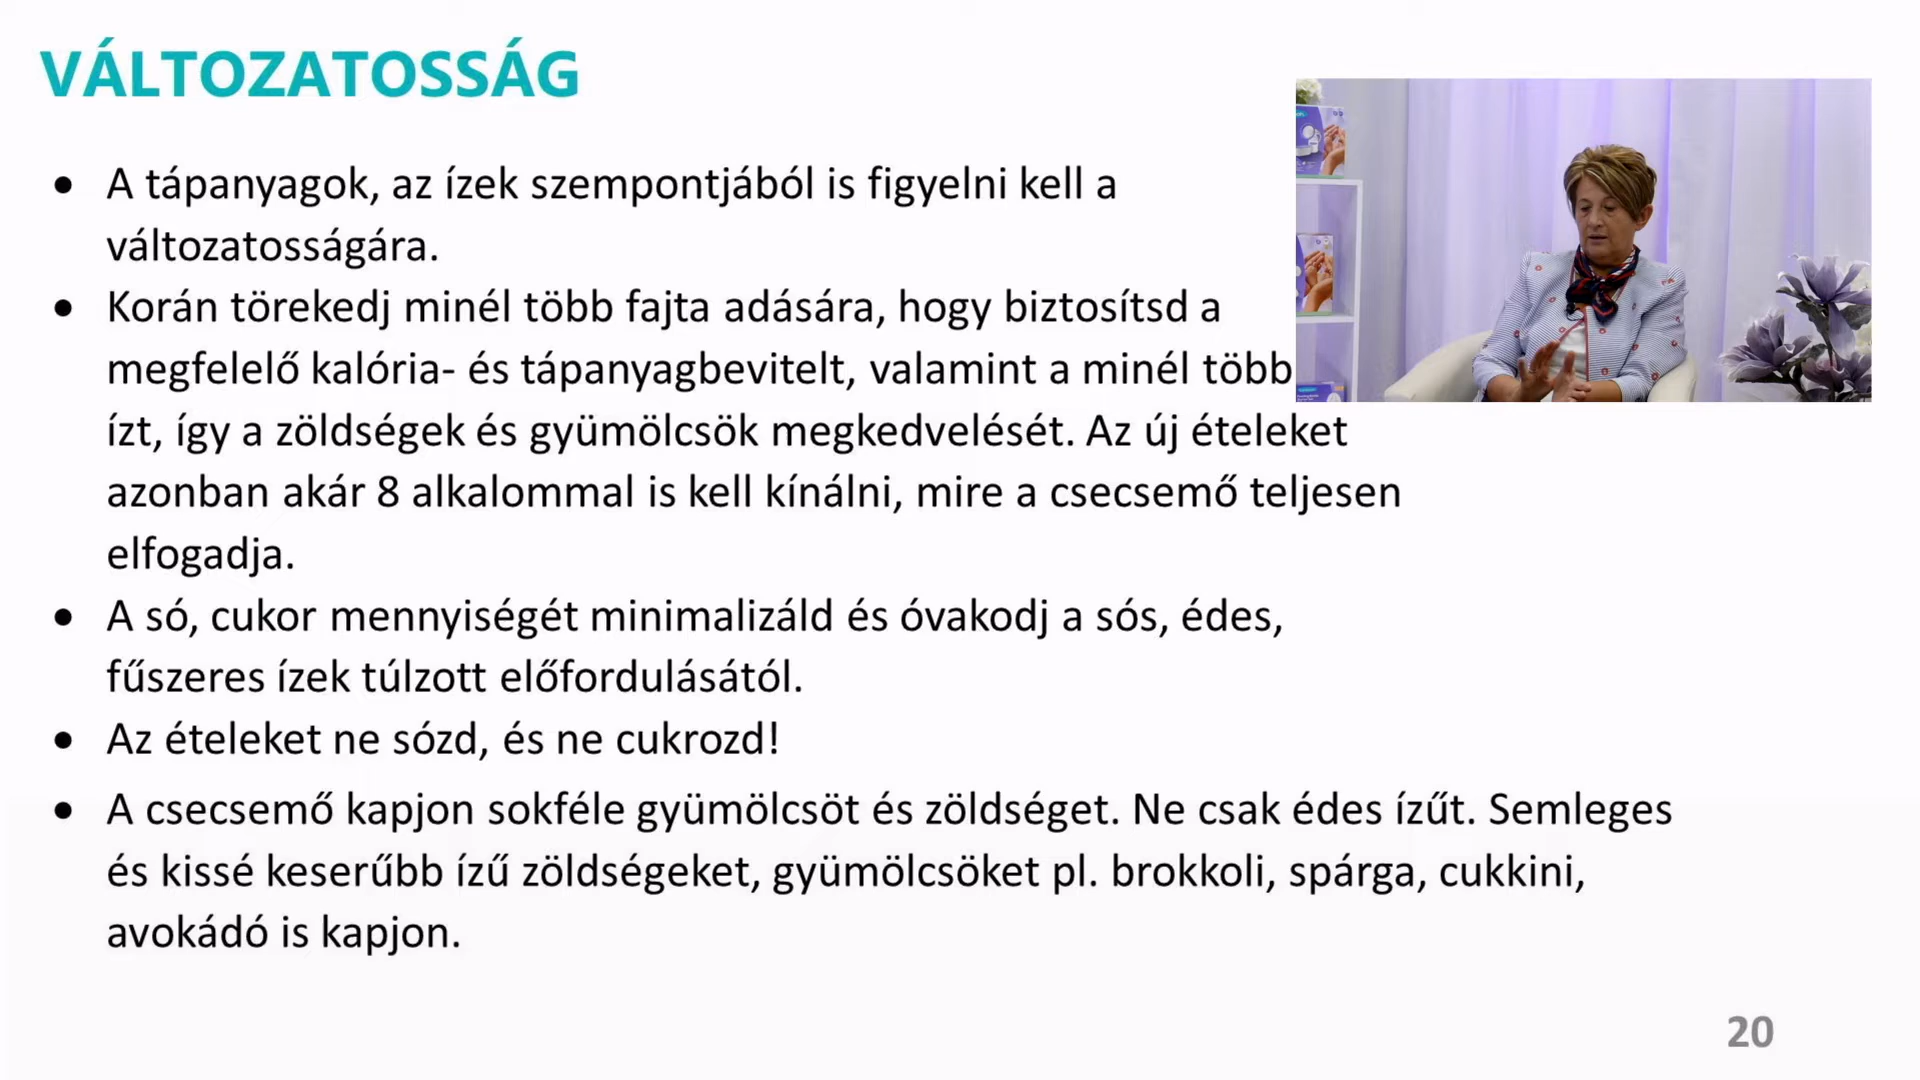 VÁLTOZATOSSÁG
• A tápanyagok, az ízek szempontjából is figyelni kell a
változatosságára.
• Korán törekedj minél több fajta adására, hogy biztosítsd a
megfelelő kalória- és tápanyagbevitelt, valamint a minél több
ízt, így a zöldségek és gyümölcsök megkedvelését. Az új ételeket
azonban akár 8 alkalommal is kell kínálni, mire a csecsemő teljesen
elfogadja.
• A só, cukor mennyiségét minimalizáld és óvakodj a sós, édes,
fűszeres ízek túlzott előfordulásától.
• Az ételeket ne sózd, és ne cukrozd!
• A csecsemő kapjon sokféle gyümölcsöt és zöldséget. Ne csak édes ízűt. Semleges
és kissé keserűbb ízű zöldségeket, gyümölcsöket pl. brokkoli, spárga, cukkini,
avokádó is kapjon.
20